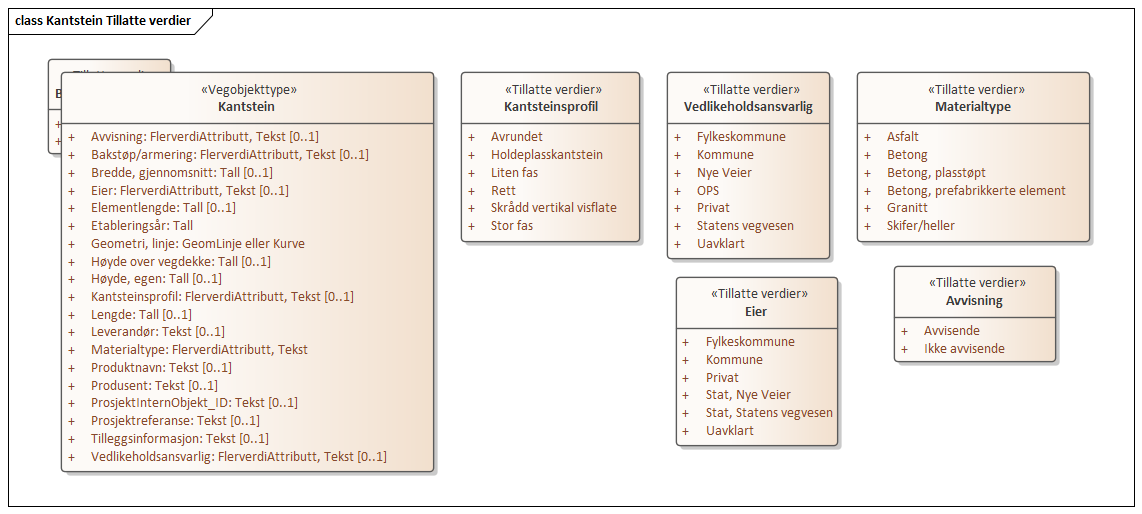 class Kantstein Tillatte verdier
B
+
+
«Vegobjekttype»
Kantstein
+ Avvisning: FlerverdiAttributt, Tekst [0..1]
+ Bakstøp/armering: FlerverdiAttributt, Tekst [0..1]
+ Bredde, gjennomsnitt: Tall [0..1]
+ Eier: FlerverdiAttributt, Tekst [0..1]
+ Elementlengde: Tall [0..1]
+ Etableringsår: Tall
+ Geometri, linje: GeomLinje eller Kurve
+ Høyde over vegdekke: Tall [0..1]
+ Høyde, egen: Tall [0..1]
+ Kantsteinsprofil: FlerverdiAttributt, Tekst [0..1]
+ Lengde: Tall [0..1]
+ Leverandør: Tekst [0..1]
+ Materialtype: FlerverdiAttributt, Tekst
+ Produktnavn: Tekst [0..1]
+ Produsent: Tekst [0..1]
+ ProsjektInternObjekt_ID: Tekst [0..1]
+ Prosjektreferanse: Tekst [0..1]
+ Tilleggsinformasjon: Tekst [0..1]
+ Vedlikeholdsansvarlig: FlerverdiAttributt, Tekst [0..1]
«Tillatte verdier»
Kantsteinsprofil
+ Avrundet
+ Holdeplasskantstein
+ Liten fas
+ Rett
+ Skrådd vertikal visflate
+ Stor fas
«Tillatte verdier»
Vedlikeholdsansvarlig
+ Fylkeskommune
+ Kommune
+ Nye Veier
+ OPS
+ Privat
+ Statens vegvesen
+ Uavklart
«Tillatte verdier»
Materialtype
+ Asfalt
+ Betong
+ Betong, plasstøpt
+ Betong, prefabrikkerte element
+ Granitt
+ Skifer/heller
«Tillatte verdier»
Eier
+ Fylkeskommune
+ Kommune
+ Privat
+ Stat, Nye Veier
+ Stat, Statens vegvesen
+ Uavklart
«Tillatte verdier»
Avvisning
+ Avvisende
+ Ikke avvisende